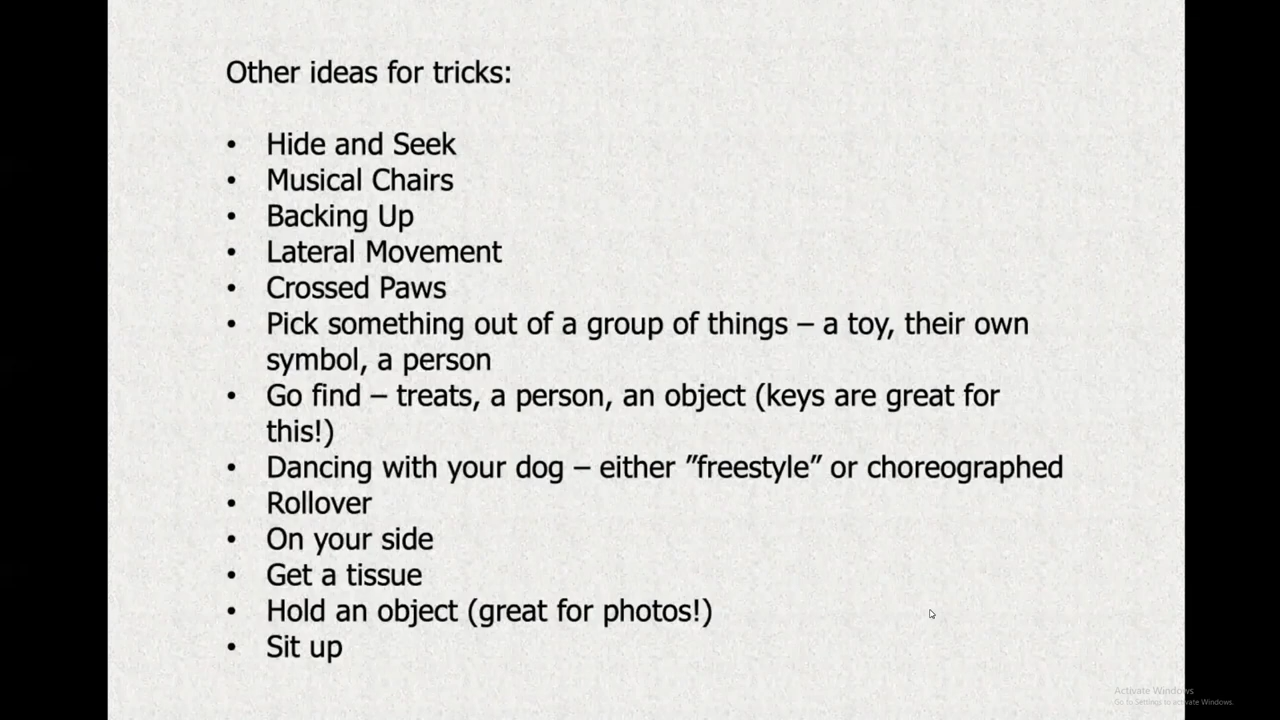 Other ideas for tricks:
• Hide and Seek
• Musical Chairs
• Backing Up
• Lateral Movement
• Crossed Paws
• Pick something out of a group of things – a toy, their own
symbol, a person
• Go find – treats, a person, an object (keys are great for
this!)
• Dancing with your dog – either ”freestyle” or choreographed
• Rollover
• On your side
• Get a tissue
• Hold an object (great for photos!)
• Sit up
Activate Windows
Go to Settings to activate Windows.